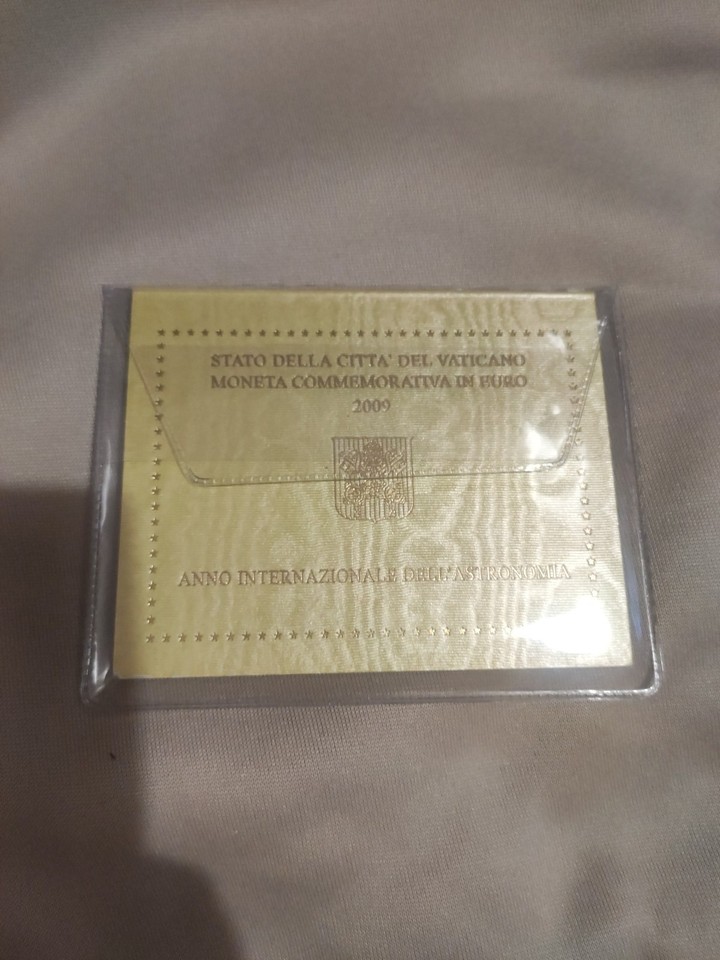 STATO DELLA CITTA' DEL VATICANO
MONETA COMMEMORATIVA IN EURO
2009
ANNO INTERNAZIONALE DELL'ASTRONOMIA